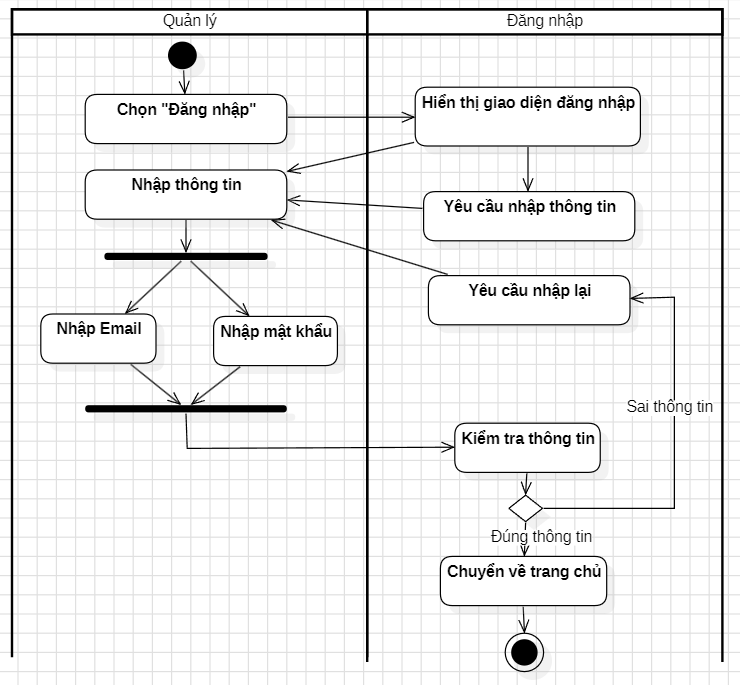 Quản lý
Đăng nhập
Chọn "Đăng nhập"
Hiển thị giao diện đăng nhập
Nhập thông tin
Yêu cầu nhập thông tin
Yêu cầu nhập lại
Nhập Email
Nhập mật khẩu
Sai thông tin
Kiểm tra thông tin
Đúng thông tin
Chuyển về trang chủ